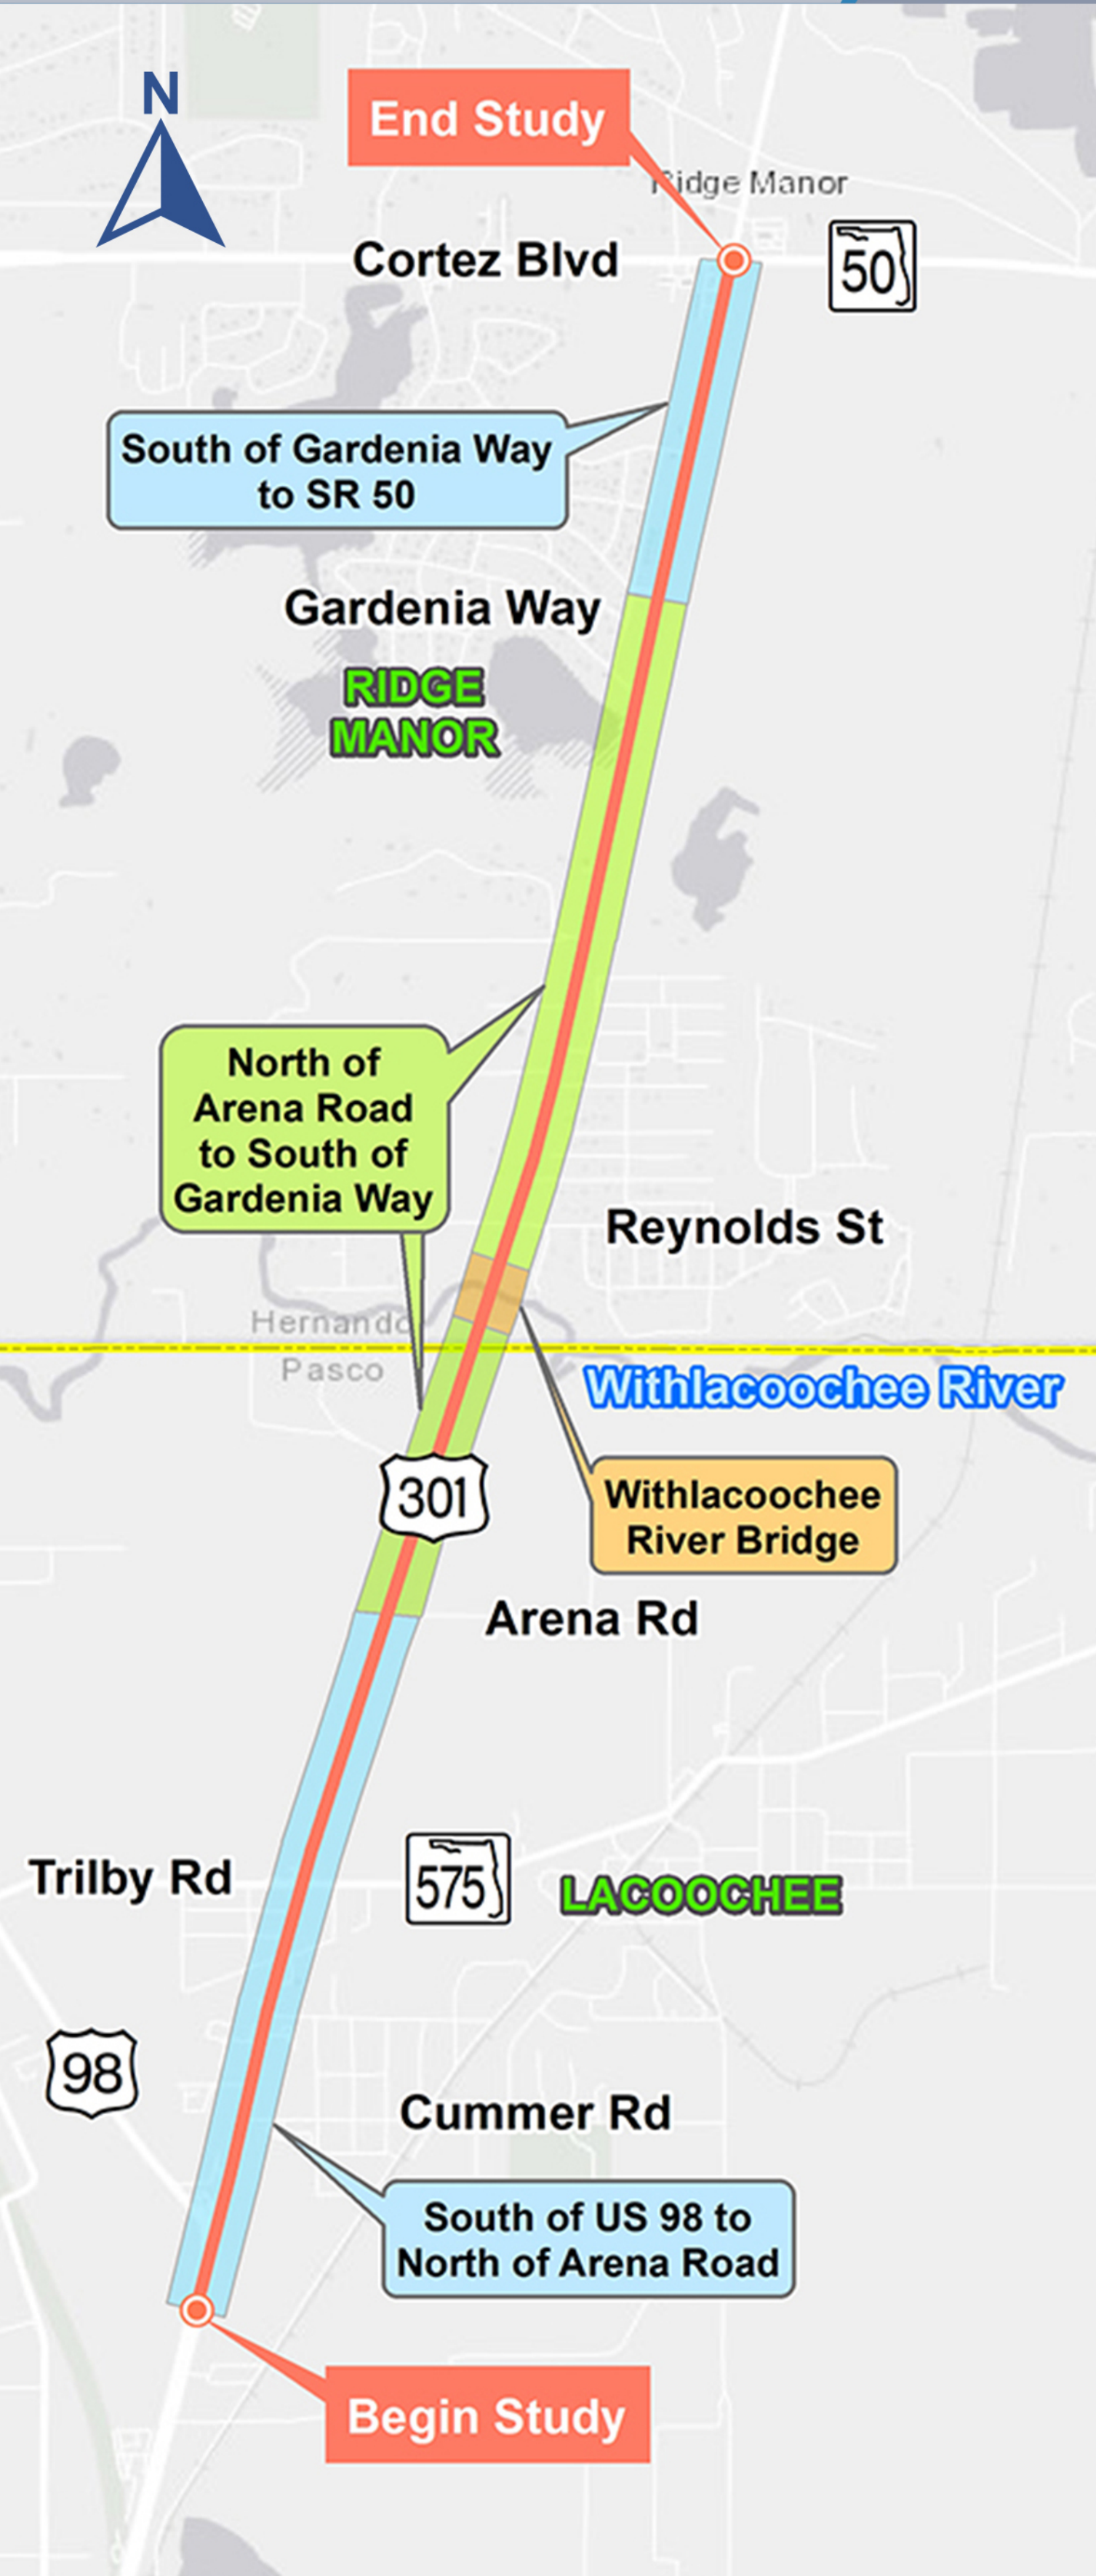 N
End Study
Ridge Manor
Cortez Blvd
50
South of Gardenia Way
to SR 50
Gardenia Way
RIDGE
MANOR
North of
Arena Road
to South of
Gardenia Way
Reynolds St
Hernando
Pasco
Withlacoochee River
301
Withlacoochee
River Bridge
Arena Rd
Trilby Rd
575
LACOOCHEE
98
Cummer Rd
South of US 98 to
North of Arena Road
Begin Study